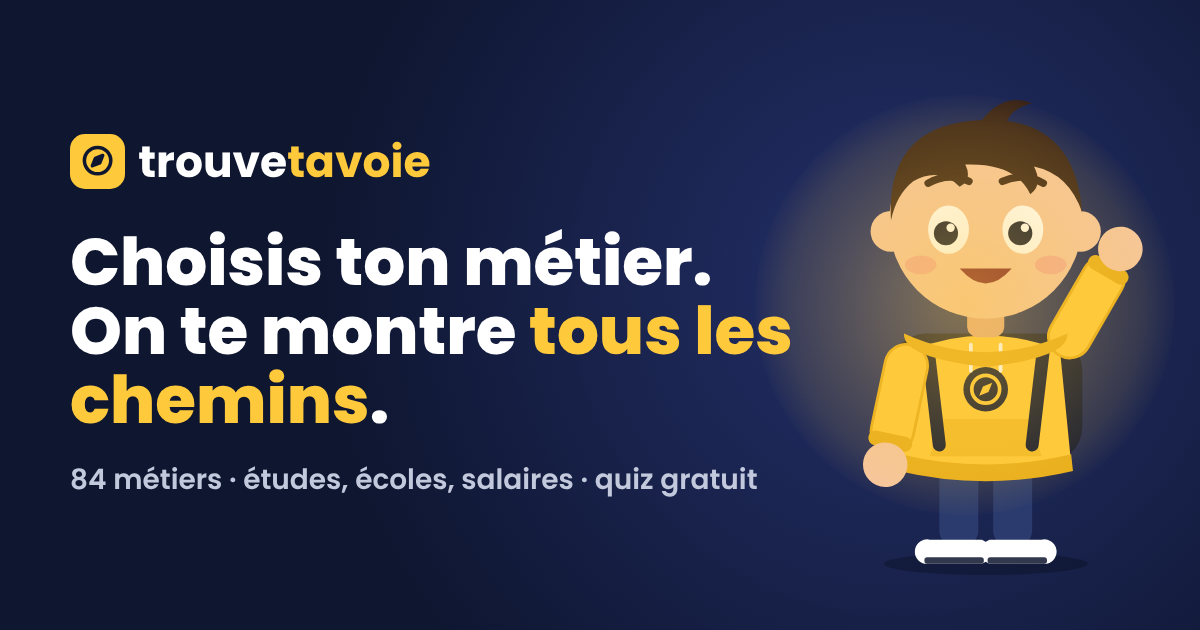 trouvetavoie
Choisis ton métier.
On te montre tous les
chemins.
84 métiers · études, écoles, salaires · quiz gratuit